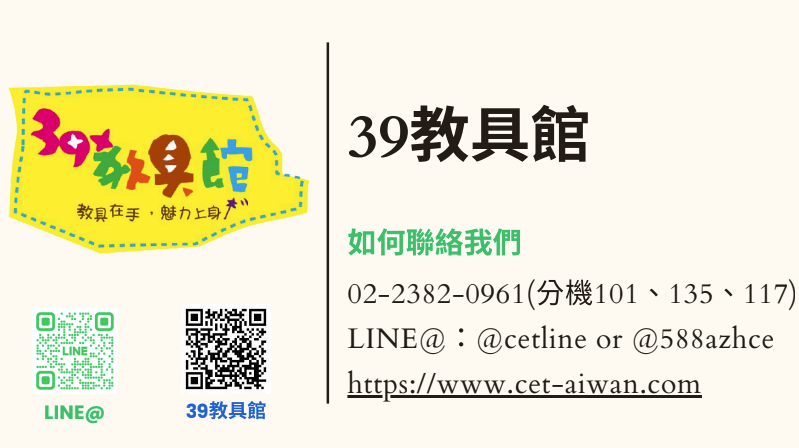 39教具館
教具在手，魅力上身
LINE
LINE@
39教具館
39教具館
如何聯絡我們
02-2382-0961(分機101、135、117)
LINE@：@cetline or @588azhce
https://www.cet-aiwan.com